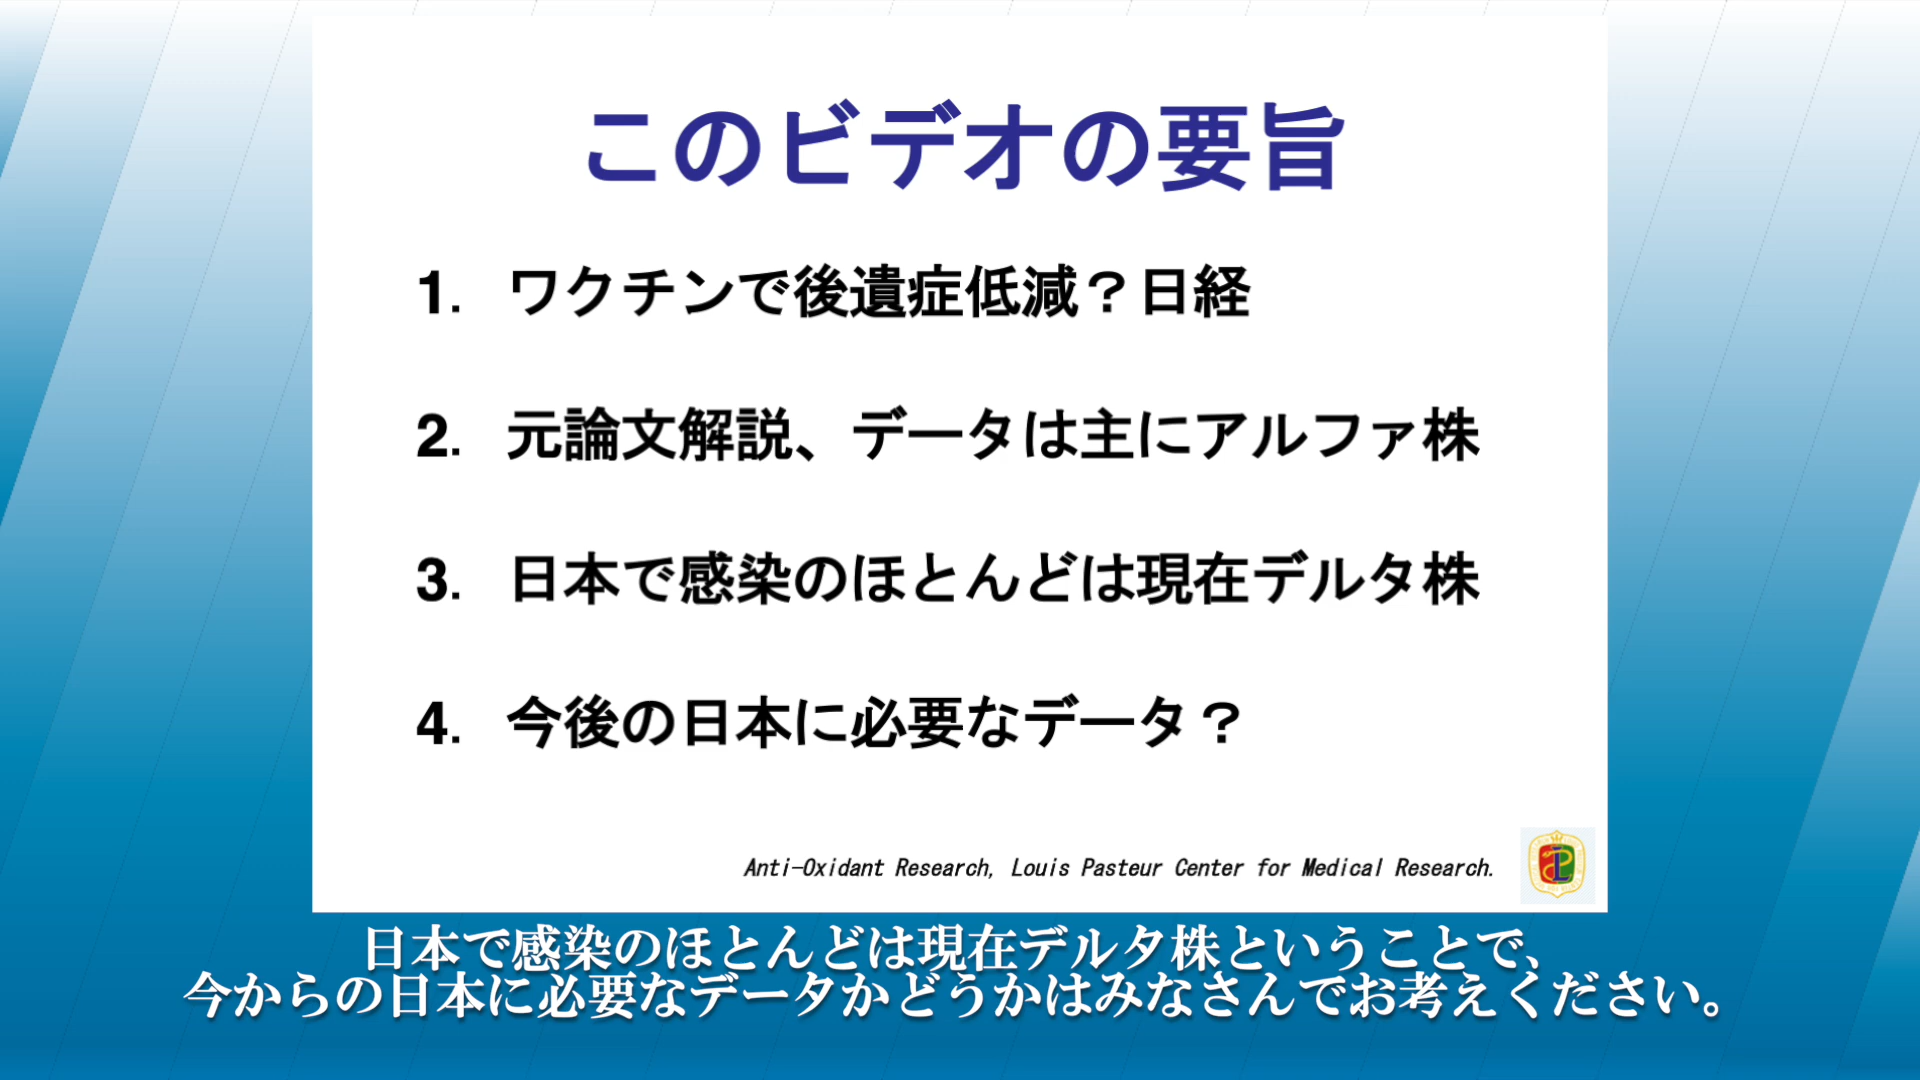 このビデオの要旨
1. ワクチンで後遺症低減？日経
2. 元論文解説、データは主にアルファ株
3. 日本で感染のほとんどは現在デルタ株
4. 今後の日本に必要なデータ？
Anti-Oxidant Research, Louis Pasteur Center for Medical Research.
日本で感染のほとんどは現在デルタ株ということで、
今からの日本に必要なデータかどうかはみなさんでお考えください。